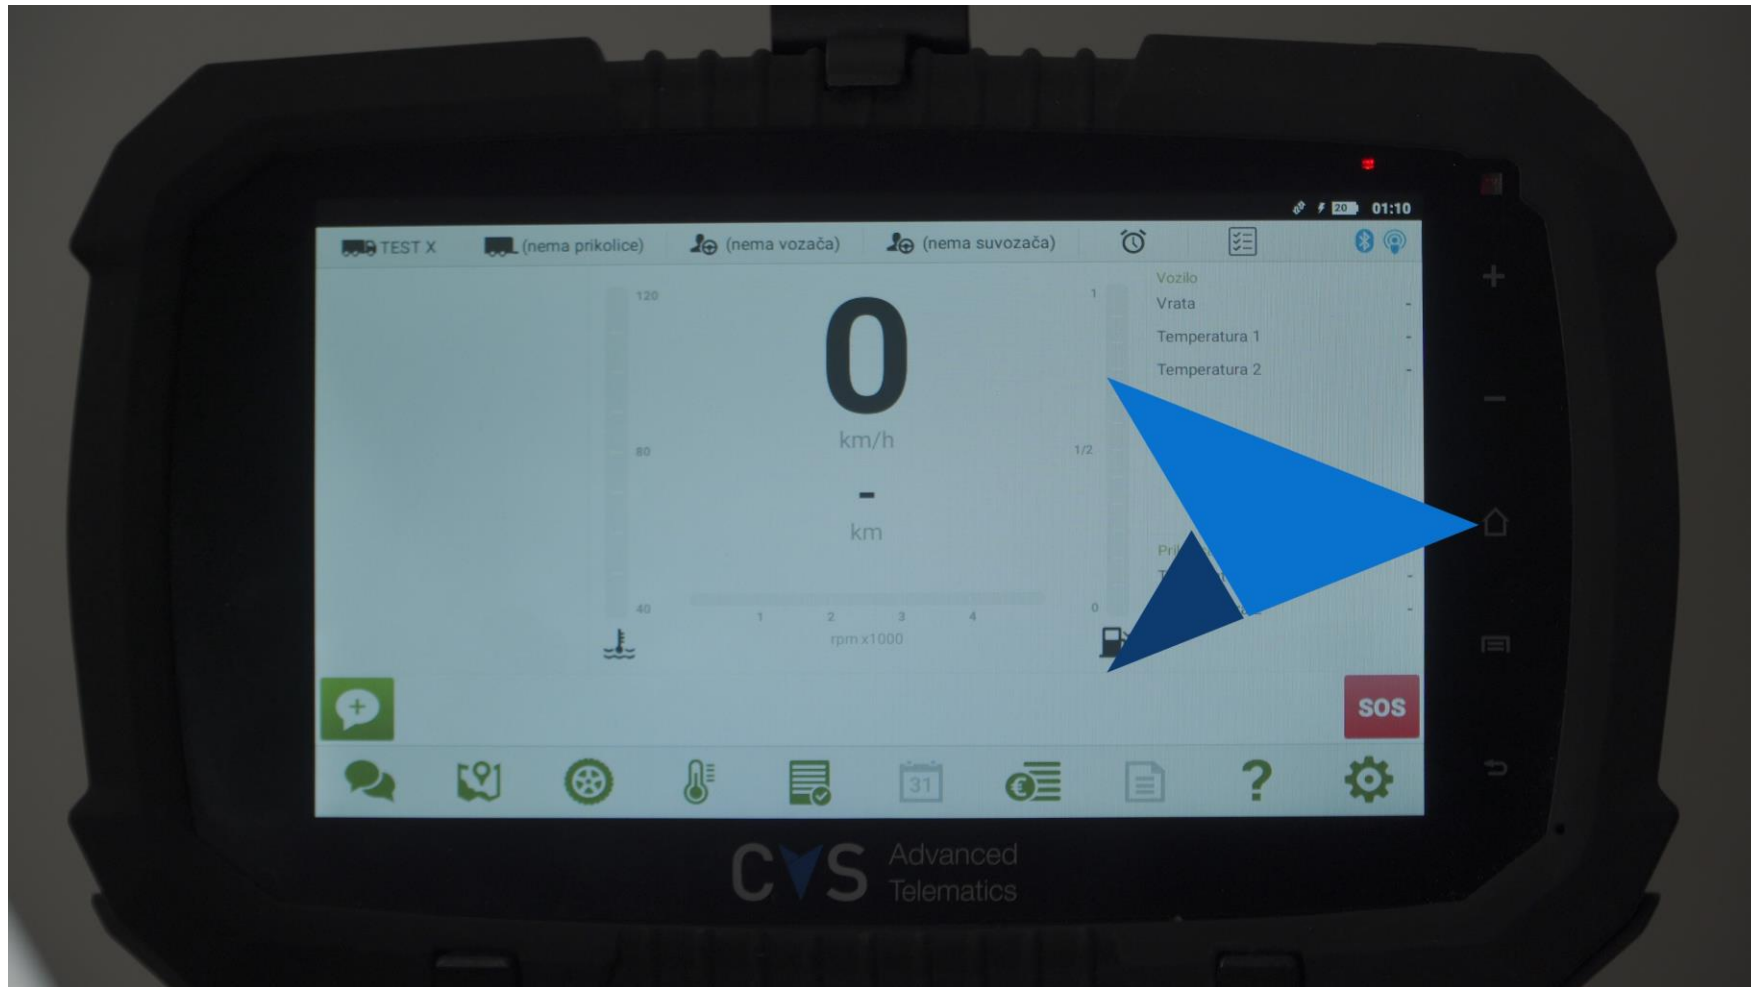 20 01:10
TEST X (nema prikolice) (nema vozača) (nema suvozača)
Vozilo
Vrata -
Temperatura 1 -
Temperatura 2 -
120
80
40
0
km/h
-
km
1 2 3 4
rpm x1000
1
1/2
0
31
SOS
?
CVS Advanced
Telematics